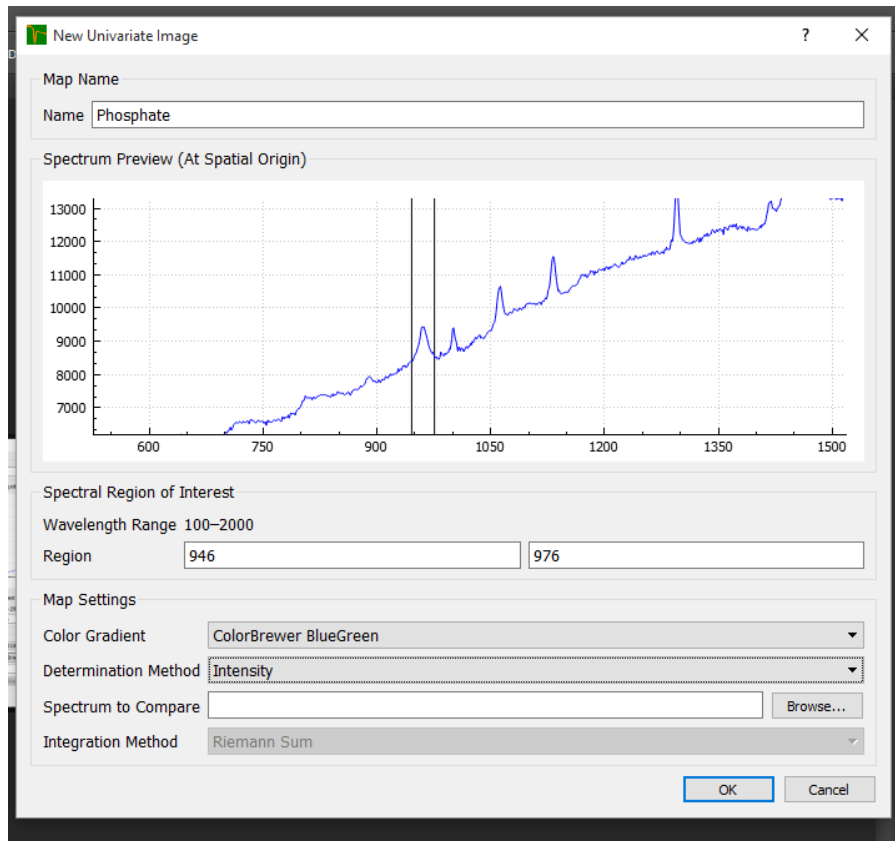 New Univariate Image
?
Map Name
Name Phosphate
Spectrum Preview (At Spatial Origin)
13000
12000
11000
10000
9000
8000
7000
600 750 900 1050 1200 1350 1500
Spectral Region of Interest
Wavelength Range 100–2000
Region 946 976
Map Settings
Color Gradient ColorBrewer BlueGreen
Determination Method Intensity
Spectrum to Compare Browse...
Integration Method Riemann Sum
OK Cancel